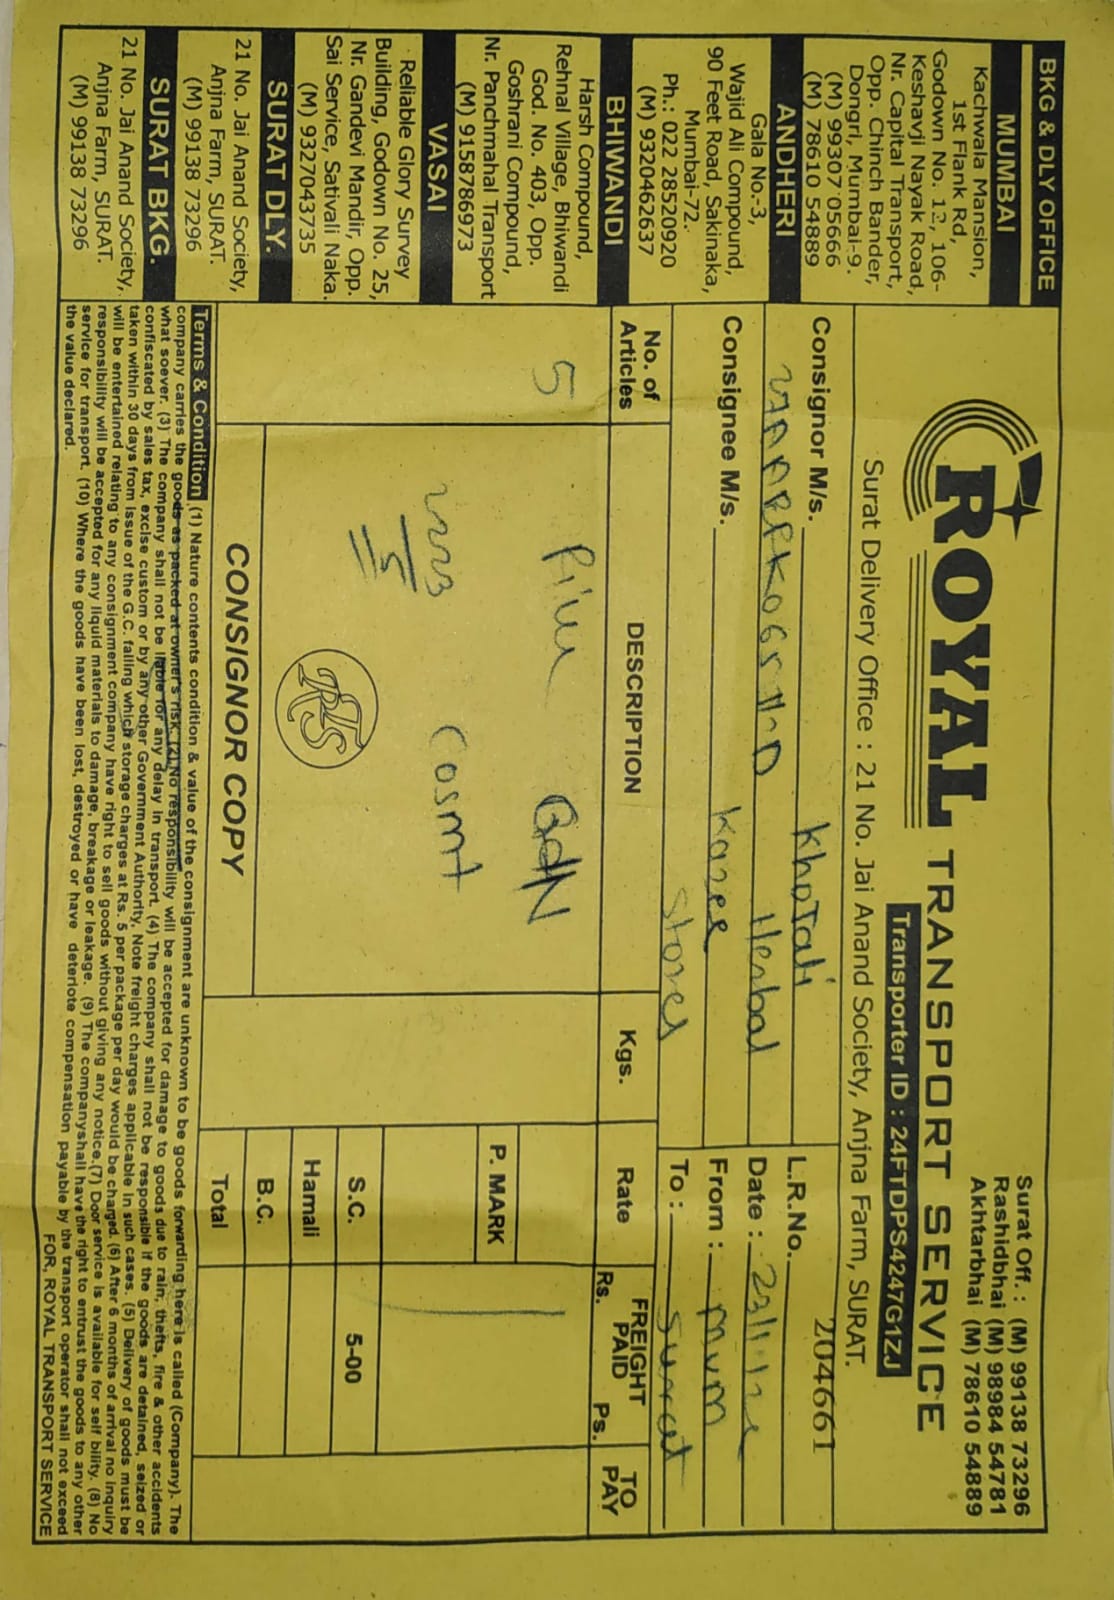 BKG & DLY OFFICE
MUMBAI
Kachwala Mansion,
1st Flank Rd,
Godown No. 12, 106-
Keshavji Nayak Road,
Nr. Capital Transport,
Opp. Chinch Bander,
Dongri, Mumbai-9.
(M) 99307 05666
(M) 78610 54889
ANDHERI
Gala No.-3,
Wajid Ali Compound,
90 Feet Road, Sakinaka,
Mumbai-72.
Ph.: 022 28520920
(M) 9320462637
BHIWANDI
Harsh Compound,
Rehnal Village, Bhiwandi
God. No. 403, Opp.
Goshrani Compound,
Nr. Panchmahal Transport
(M) 9158786973
VASAI
Reliable Glory Survey
Building, Godown No. 25,
Nr. Gandevi Mandir, Opp.
Sai Service, Sativali Naka.
(M) 9327043735
SURAT DLY.
21 No. Jai Anand Society,
Anjna Farm, SURAT.
(M) 99138 73296
SURAT BKG.
21 No. Jai Anand Society,
Anjna Farm, SURAT.
(M) 99138 73296
Surat Off. : (M) 99138 73296
Rashidbhai (M) 98984 54781
Akhtarbhai (M) 78610 54889
ROYAL TRANSPORT SERVICE
Transporter ID : 24FTDPS4247G1ZJ
Surat Delivery Office : 21 No. Jai Anand Society, Anjna Farm, SURAT.
Consignor M/s. Khotali
Herbal
Consignee M/s. Kanee
Stores
L.R.No. 204661
Date :
From : mum
To : Surat
No. of Articles
DESCRIPTION
Kgs.
Rate
FREIGHT PAID
Rs. Ps.
TO PAY
5
Cosmt
5
RTS
P. MARK
S.C. 5-00
Hamali
B.C.
Total
CONSIGNOR COPY
Terms & Condition (1) Nature contents condition & value of the consignment are unknown to be goods forwarding here is called (Company). The
company carries the goods as packed at owner's risk. (2) No responsibility will be accepted for damage to goods due to rain, thefts, fire & other accidents
what soever. (3) The company shall not be liable for any delay in transport. (4) The company shall not be responsible if the goods are detained, seized or
confiscated by sales tax, excise custom or by any other Government Authority, Note freight charges applicable in such cases. (5) Delivery of goods must be
taken within 30 days from issue of the G.C. falling which storage charges at Rs. 5 per package per day would be charged. (6) After 6 months of arrival no inquiry
will be entertained relating to any consignment company have right to sell goods without giving any notice.(7) Door service is available for self bility. (8) No
responsibility will be accepted for any liquid materials to damage, breakage or leakage. (9) The companyshall have the right to entrust the goods to any other
service for transport. (10) Where the goods have been lost, destroyed or have deteriote compensation payable by the transport operator shall not exceed
the value declared.
FOR, ROYAL TRANSPORT SERVICE